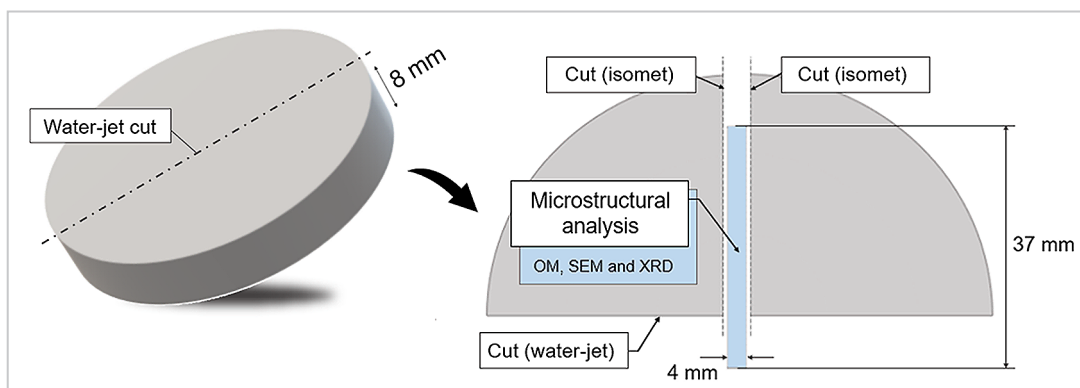 8 mm
Water-jet cut
Cut (isomet)
Cut (isomet)
Microstructural
analysis
OM, SEM and XRD
37 mm
Cut (water-jet)
4 mm